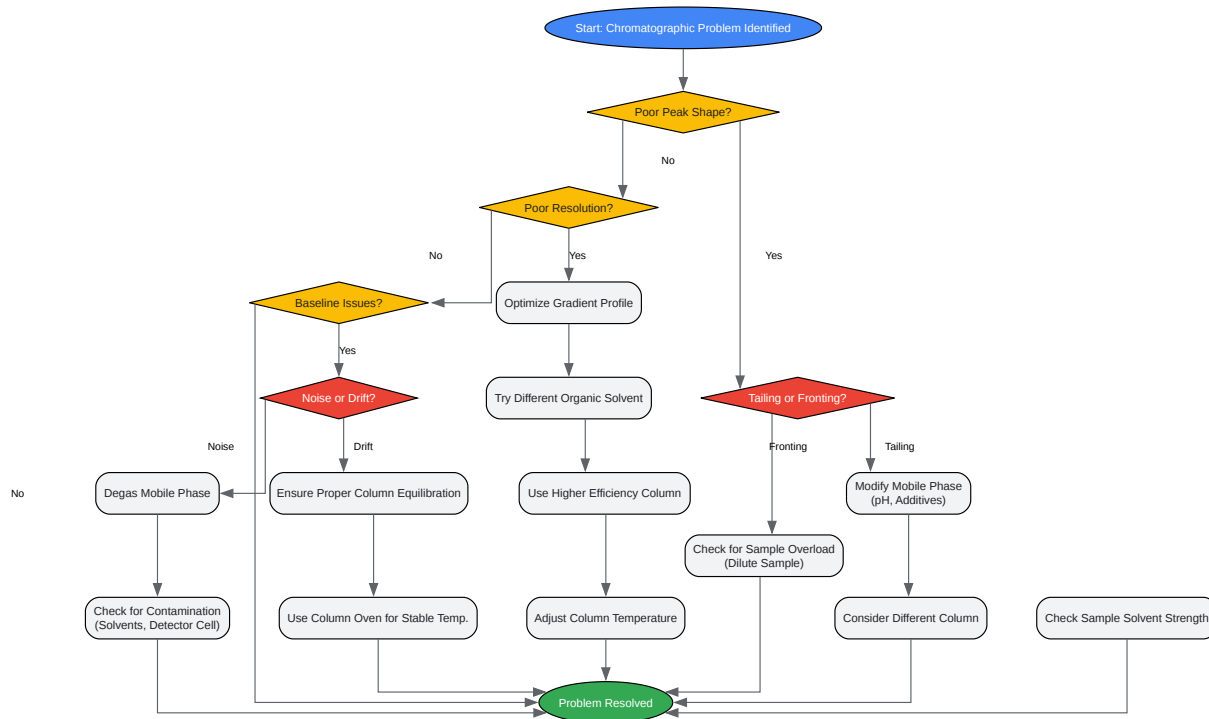 Start: Chromatographic Problem Identified
Poor Peak Shape?
No
Poor Resolution?
No
Yes
Yes
Baseline Issues?
Optimize Gradient Profile
Yes
Noise or Drift?
Try Different Organic Solvent
Tailing or Fronting?
Noise
Drift
Fronting
Tailing
No
Degas Mobile Phase
Ensure Proper Column Equilibration
Use Higher Efficiency Column
Modify Mobile Phase
(pH, Additives)
Check for Sample Overload
(Dilute Sample)
Check for Contamination
(Solvents, Detector Cell)
Use Column Oven for Stable Temp.
Adjust Column Temperature
Consider Different Column
Check Sample Solvent Strength
Problem Resolved